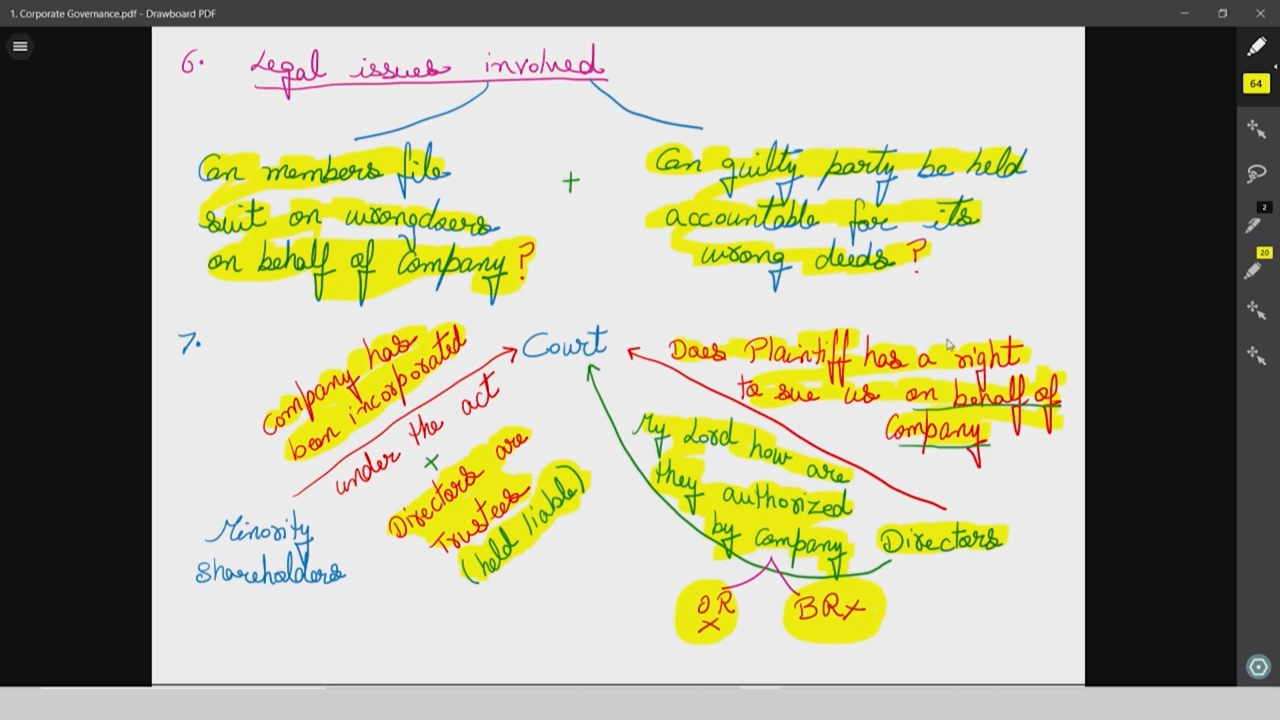 1. Corporate Governance.pdf - Drawboard PDF
64
2
20
6. Legal issues involved
Can members file
suit on wrongdoers
on behalf of Company?
+
Can guilty party be held
accountable for its
wrong deeds?
7.
Company has
been incorporated
under the act
+
Directors are
Trustees
(held liable)
Minority
Shareholders
Court
Does Plaintiff has a right
to sue us on behalf of
Company
My Lord how are
they authorized
by Company
Directors
OR
x
BRx